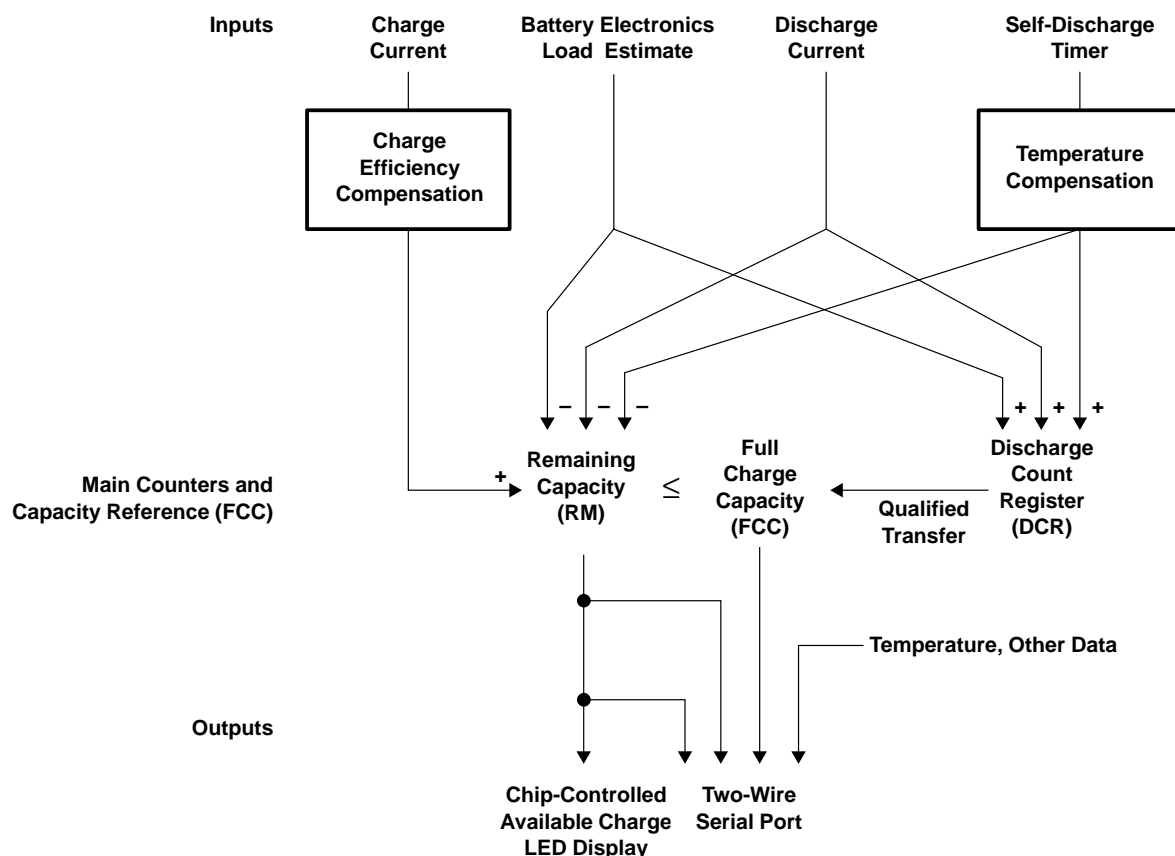 Inputs
Charge
Current
Battery Electronics
Load Estimate
Discharge
Current
Self-Discharge
Timer
Charge
Efficiency
Compensation
Temperature
Compensation
– – –
+ + +
Main Counters and
Capacity Reference (FCC)
+
Remaining
Capacity
(RM)
≤
Full
Charge
Capacity
(FCC)
Qualified
Transfer
Discharge
Count
Register
(DCR)
Temperature, Other Data
Outputs
Chip-Controlled
Available Charge
LED Display
Two-Wire
Serial Port